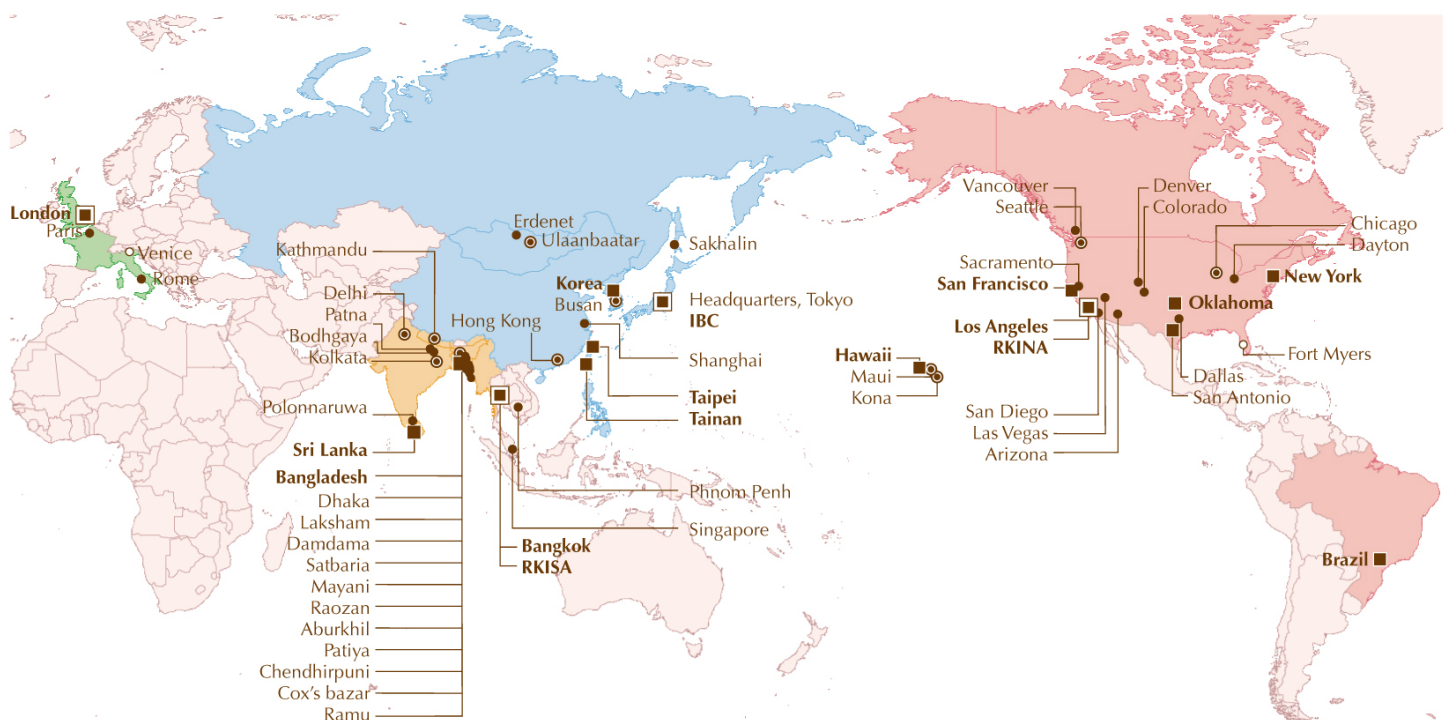 London
Paris
Venice
Rome
Kathmandu
Delhi
Patna
Bodhgaya
Kolkata
Polonnaruwa
Sri Lanka
Bangladesh
Dhaka
Laksham
Damdama
Satbaria
Mayani
Raozan
Aburkhil
Patiya
Chendhirpuni
Cox's bazar
Ramu
Erdenet
Ulaanbaatar
Sakhalin
Korea
Busan
Hong Kong
Headquarters, Tokyo
IBC
Shanghai
Taipei
Tainan
Phnom Penh
Singapore
Bangkok
RKISA
Hawaii
Maui
Kona
Vancouver
Seattle
Sacramento
San Francisco
Los Angeles
RKINA
San Diego
Las Vegas
Arizona
Denver
Colorado
Chicago
Dayton
New York
Oklahoma
Fort Myers
Dallas
San Antonio
Brazil